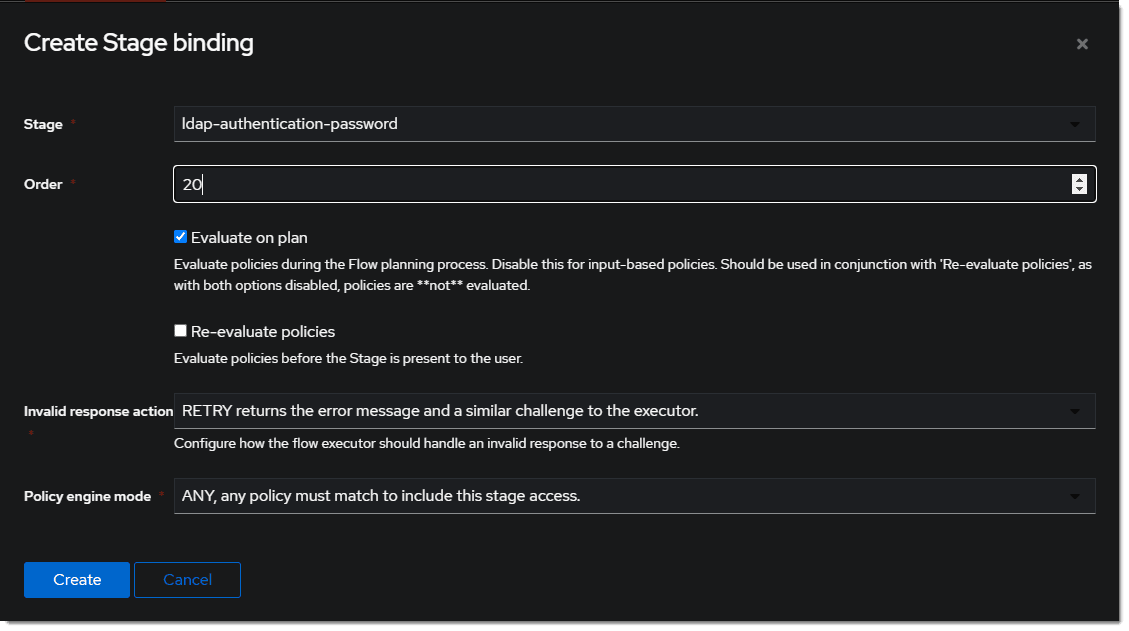 Create Stage binding
Stage *
ldap-authentication-password
Order *
20
Evaluate on plan
Evaluate policies during the Flow planning process. Disable this for input-based policies. Should be used in conjunction with 'Re-evaluate policies', as
with both options disabled, policies are **not** evaluated.
Re-evaluate policies
Evaluate policies before the Stage is present to the user.
Invalid response action
*
RETRY returns the error message and a similar challenge to the executor.
Configure how the flow executor should handle an invalid response to a challenge.
Policy engine mode *
ANY, any policy must match to include this stage access.
Create
Cancel